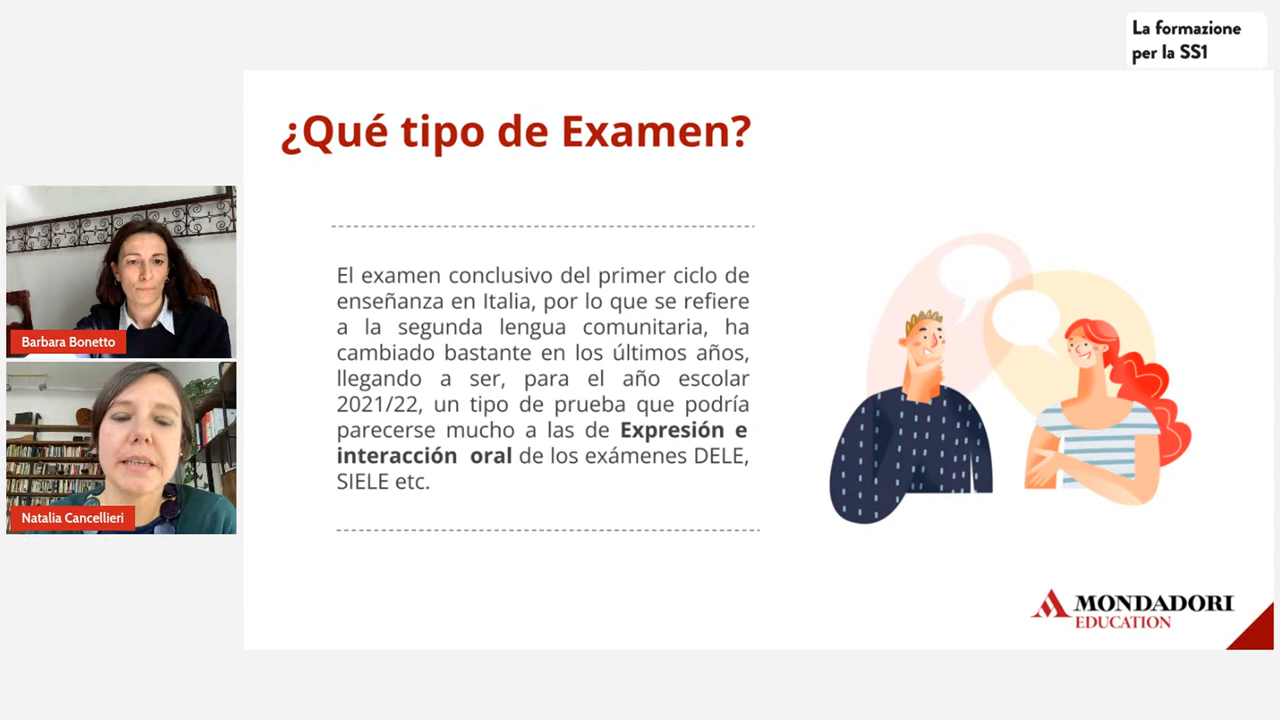 La formazione
per la SS1
¿Qué tipo de Examen?
El examen conclusivo del primer ciclo de
enseñanza en Italia, por lo que se refiere
a la segunda lengua comunitaria, ha
cambiado bastante en los últimos años,
llegando a ser, para el año escolar
2021/22, un tipo de prueba que podría
parecerse mucho a las de Expresión e
interacción oral de los exámenes DELE,
SIELE etc.
Barbara Bonetto
Natalia Cancellieri
MONDADORI
EDUCATION